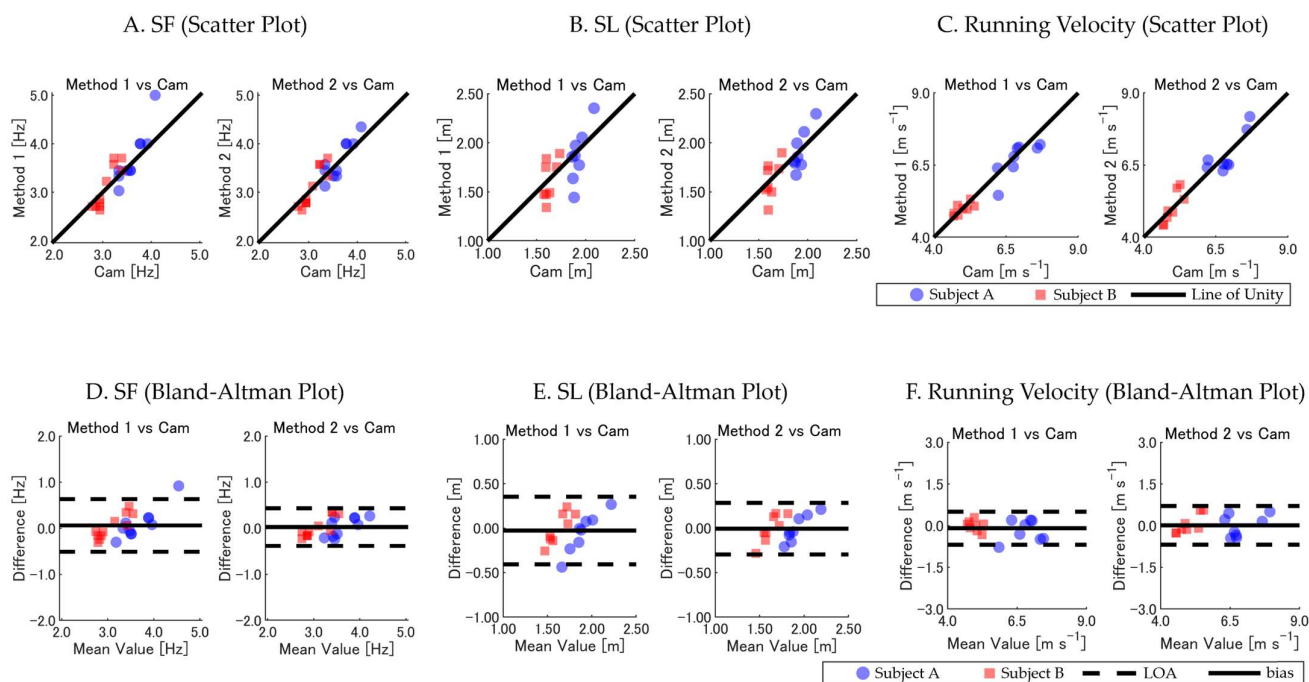 A. SF (Scatter Plot)
B. SL (Scatter Plot)
C. Running Velocity (Scatter Plot)
Method 1 vs Cam
Method 2 vs Cam
Method 1 vs Cam
Method 2 vs Cam
Method 1 vs Cam
Method 2 vs Cam
Method 1 [Hz]
5.0
4.0
3.0
2.0
2.0 3.0 4.0 5.0
Cam [Hz]
Method 2 [Hz]
5.0
4.0
3.0
2.0
2.0 3.0 4.0 5.0
Cam [Hz]
Method 1 [m]
2.50
2.00
1.50
1.00
1.00 1.50 2.00 2.50
Cam [m]
Method 2 [m]
2.50
2.00
1.50
1.00
1.00 1.50 2.00 2.50
Cam [m]
Method 1 [m s⁻¹]
9.0
6.5
4.0
4.0 6.5 9.0
Cam [m s⁻¹]
Method 2 [m s⁻¹]
9.0
6.5
4.0
4.0 6.5 9.0
Cam [m s⁻¹]
Subject A Subject B Line of Unity
D. SF (Bland-Altman Plot)
E. SL (Bland-Altman Plot)
F. Running Velocity (Bland-Altman Plot)
Method 1 vs Cam
Method 2 vs Cam
Method 1 vs Cam
Method 2 vs Cam
Method 1 vs Cam
Method 2 vs Cam
Difference [Hz]
2.0
1.0
0.0
−1.0
−2.0
2.0 3.0 4.0 5.0
Mean Value [Hz]
Difference [Hz]
2.0
1.0
0.0
−1.0
−2.0
2.0 3.0 4.0 5.0
Mean Value [Hz]
Difference [m]
1.00
0.50
0.00
−0.50
−1.00
1.00 1.50 2.00 2.50
Mean Value [m]
Difference [m]
1.00
0.50
0.00
−0.50
−1.00
1.00 1.50 2.00 2.50
Mean Value [m]
Difference [m s⁻¹]
3.0
1.5
0.0
−1.5
−3.0
4.0 6.5 9.0
Mean Value [m s⁻¹]
Difference [m s⁻¹]
3.0
1.5
0.0
−1.5
−3.0
4.0 6.5 9.0
Mean Value [m s⁻¹]
Subject A Subject B LOA bias